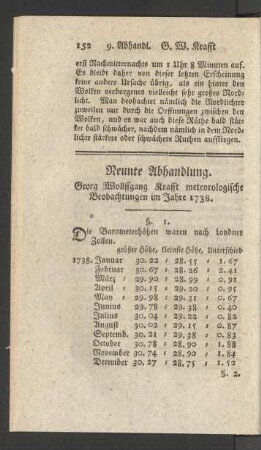 152 9. Abhandl. G. W. Krafft
erst Nachmitternachts um 1 Uhr 8 Minuten auf.
Es bleibt daher von dieser letzten Erscheinung
keine andere Ursache übrig, als ein hinter den
Wolken verborgenes vielleicht sehr großes Nord-
licht. Man beobachtet nämlich die Nordlichter
zuweilen nur durch die Oeffnungen zwischen den
Wolken, und es war auch diese Röthe bald stär-
ker bald schwächer, nachdem nämlich in dem Nord-
lichte stärkere oder schwächere Ruthen aufstiegen.
Neunte Abhandlung.
Georg Wolffgang Krafft meteorologische
Beobachtungen im Jahre 1738.
§. 1.
Die Barometerhöhen waren nach londner
Zollen.
größte Höhe, kleinste Höhe, Unterschied
1738. Januar 30. 22 : 28. 55 : 1. 67
Februar 30. 67 : 28. 26 : 2. 41
März : 30. 20 : 29. 29 : 0. 91
April : 30. 15 : 29. 20 : 0. 95
May : 29. 98 : 29. 31 : 0. 67
Junius 29. 78 : 29. 40 : 0. 38
Julius 30. 04 : 29. 22 : 0. 82
August 30. 02 : 29. 15 : 0. 87
Septemb. 30. 21 : 29. 38 : 0. 83
October 30. 78 : 28. 90 : 1. 88
November 30. 74 : 28. 90 : 1. 84
December 30. 27 : 28. 75 : 1. 52
§. 2.